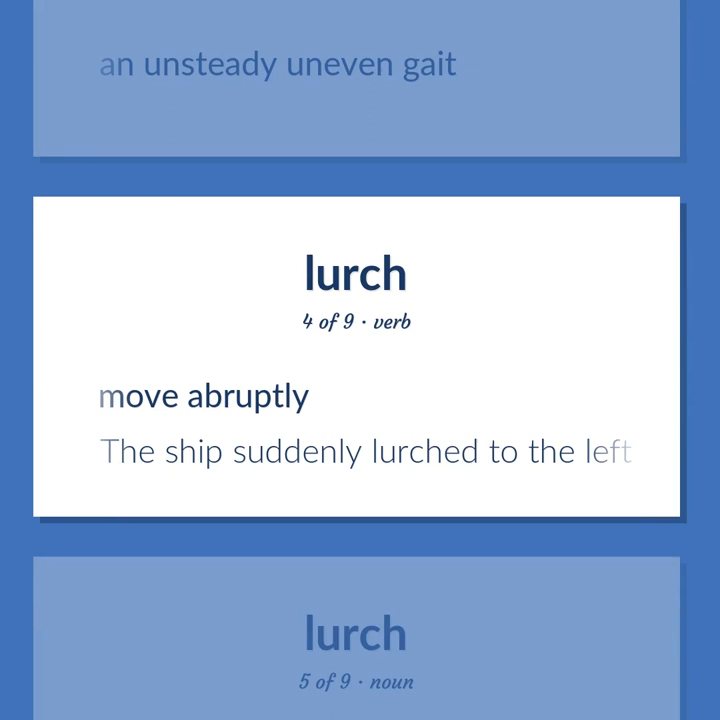 an unsteady uneven gait
lurch
4 of 9 · verb
move abruptly
The ship suddenly lurched to the left
lurch
5 of 9 · noun